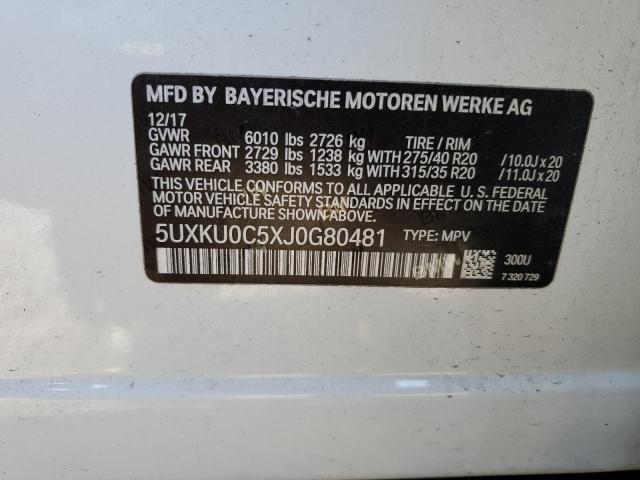 MFD BY BAYERISCHE MOTOREN WERKE AG
12/17
GVWR 6010 lbs 2726 kg TIRE / RIM
GAWR FRONT 2729 lbs 1238 kg WITH 275/40 R20 /10.0J x 20
GAWR REAR 3380 lbs 1533 kg WITH 315/35 R20 /11.0J x 20
THIS VEHICLE CONFORMS TO ALL APPLICABLE U. S. FEDERAL
MOTOR VEHICLE SAFETY STANDARDS IN EFFECT ON THE DATE OF
MANUFACTURE SHOWN ABOVE.
5UXKU0C5XJ0G80481 TYPE: MPV
300U
7 320 729